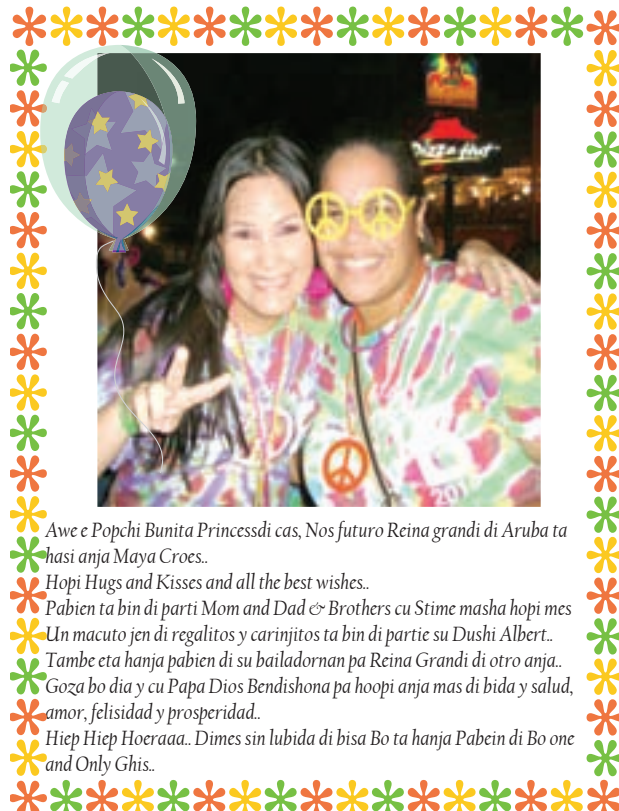 Pizza Hut
201
Awe e Popchi Bunita Princessdi cas, Nos futuro Reina grandi di Aruba ta
hasi anja Maya Croes..
Hopi Hugs and Kisses and all the best wishes..
Pabien ta bin di parti Mom and Dad & Brothers cu Stime masha hopi mes
Un macuto jen di regalitos y carinjitos ta bin di partie su Dushi Albert..
Tambe eta hanja pabien di su bailadornan pa Reina Grandi di otro anja..
Goza bo dia y cu Papa Dios Bendishona pa hoopi anja mas di bida y salud,
amor, felisidad y prosperidad..
Hiep Hiep Hoeraaa.. Dimes sin lubida di bisa Bo ta hanja Pabein di Bo one
and Only Ghis..